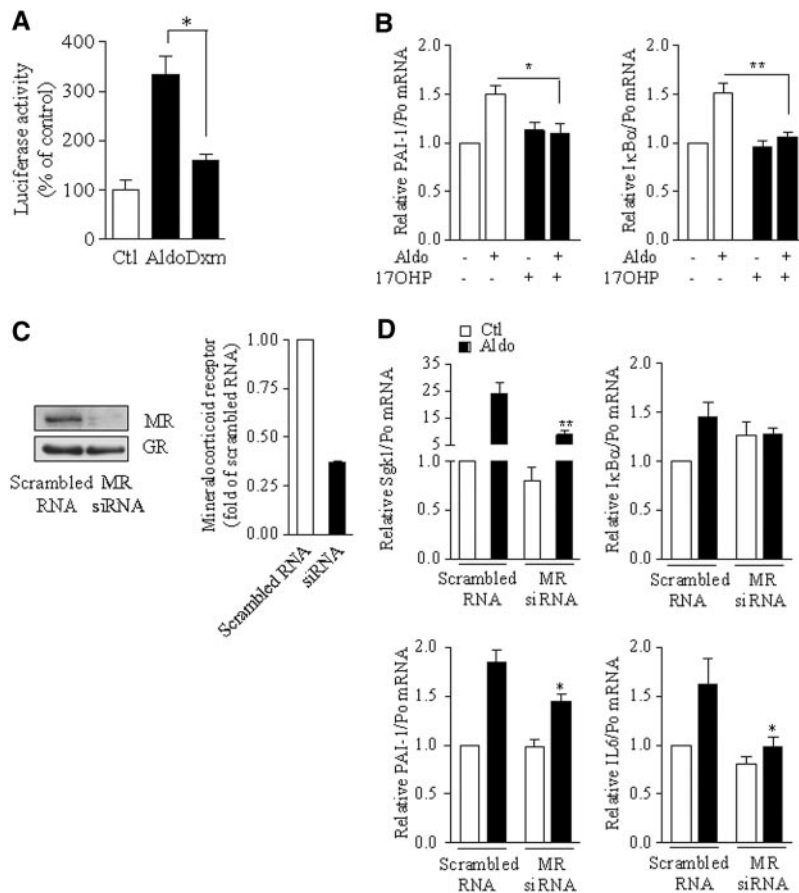 A
Luciferase activity
(% of control)
400
300
200
100
0
*
Ctl AldoDxm
B
Relative PAI-1/Po mRNA
2.0
1.5
1.0
0.5
0.0
*
Aldo - + - +
17OHP - - + +
Relative IκBα/Po mRNA
2.0
1.5
1.0
0.5
0.0
**
Aldo - + - +
17OHP - - + +
C
MR
GR
Scrambled MR
RNA siRNA
Mineralocorticoid receptor
(fold of scrambled RNA)
1.00
0.75
0.50
0.25
0.00
Scrambled RNA
siRNA
D
Ctl
Aldo
Relative Sgk1/Po mRNA
35
25
15
5
1.0
0.5
0.0
**
Scrambled MR
RNA siRNA
Relative IκBα/Po mRNA
2.0
1.5
1.0
0.5
0.0
Scrambled MR
RNA siRNA
Relative PAI-1/Po mRNA
2.0
1.5
1.0
0.5
0.0
*
Scrambled MR
RNA siRNA
Relative IL6/Po mRNA
2.0
1.5
1.0
0.5
0.0
*
Scrambled MR
RNA siRNA